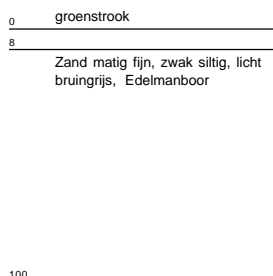 0 groenstrook
8
Zand matig fijn, zwak siltig, licht
bruingrijs, Edelmanboor
100